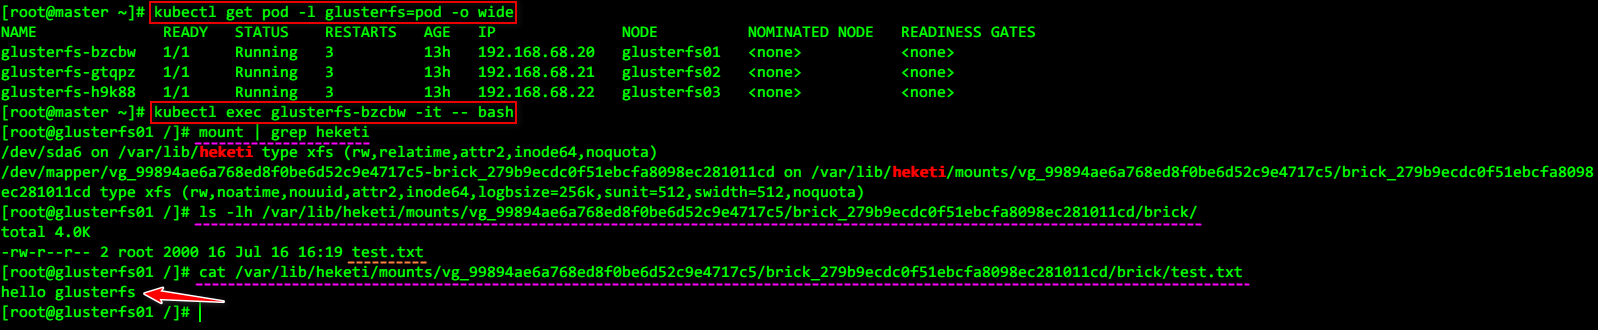 [root@master ~]# kubectl get pod -l glusterfs=pod -o wide
NAME              READY   STATUS    RESTARTS   AGE   IP              NODE          NOMINATED NODE   READINESS GATES
glusterfs-bzcbw   1/1     Running   3          13h   192.168.68.20   glusterfs01   <none>           <none>
glusterfs-gtqpz   1/1     Running   3          13h   192.168.68.21   glusterfs02   <none>           <none>
glusterfs-h9k88   1/1     Running   3          13h   192.168.68.22   glusterfs03   <none>           <none>
[root@master ~]# kubectl exec glusterfs-bzcbw -it -- bash
[root@glusterfs01 /]# mount | grep heketi
/dev/sda6 on /var/lib/heketi type xfs (rw,relatime,attr2,inode64,noquota)
/dev/mapper/vg_99894ae6a768ed8f0be6d52c9e4717c5-brick_279b9ecdc0f51ebcfa8098ec281011cd on /var/lib/heketi/mounts/vg_99894ae6a768ed8f0be6d52c9e4717c5/brick_279b9ecdc0f51ebcfa8098
ec281011cd type xfs (rw,noatime,nouuid,attr2,inode64,logbsize=256k,sunit=512,swidth=512,noquota)
[root@glusterfs01 /]# ls -lh /var/lib/heketi/mounts/vg_99894ae6a768ed8f0be6d52c9e4717c5/brick_279b9ecdc0f51ebcfa8098ec281011cd/brick/
total 4.0K
-rw-r--r-- 2 root 2000 16 Jul 16 16:19 test.txt
[root@glusterfs01 /]# cat /var/lib/heketi/mounts/vg_99894ae6a768ed8f0be6d52c9e4717c5/brick_279b9ecdc0f51ebcfa8098ec281011cd/brick/test.txt
hello glusterfs
[root@glusterfs01 /]#